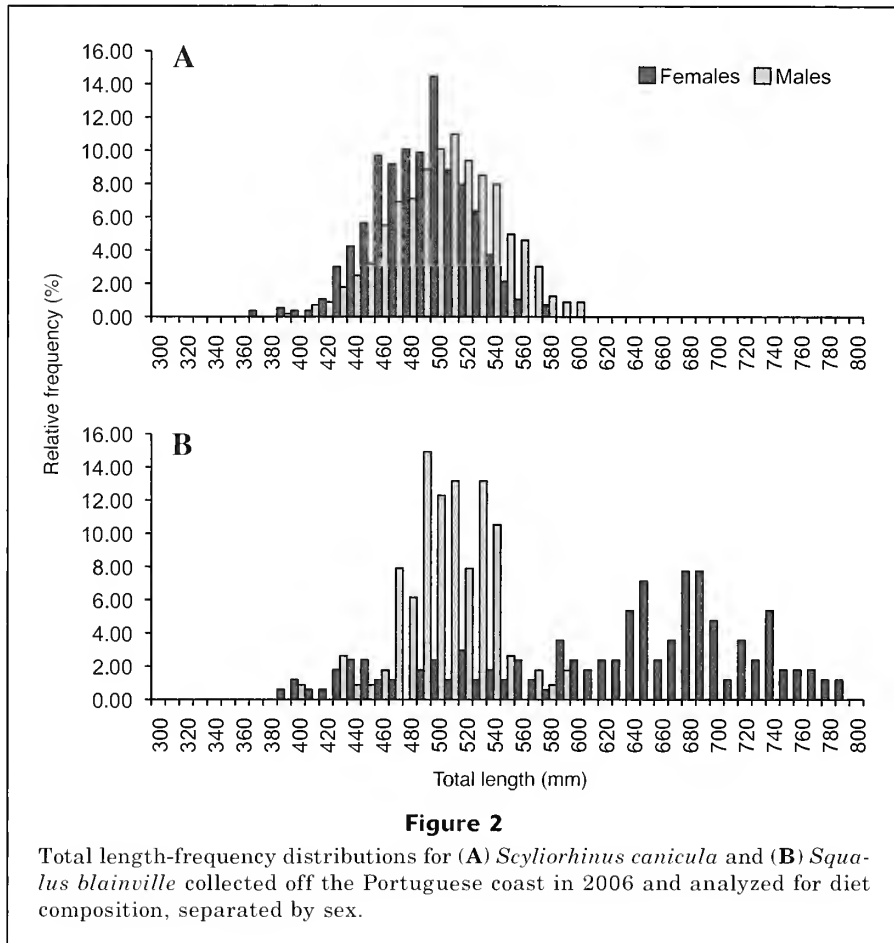 A
Females Males
16.00
14.00
12.00
10.00
8.00
6.00
4.00
2.00
0.00
300 320 340 360 380 400 420 440 460 480 500 520 540 560 580 600 620 640 660 680 700 720 740 760 780 800
Relative frequency (%)
B
16.00
14.00
12.00
10.00
8.00
6.00
4.00
2.00
0.00
300 320 340 360 380 400 420 440 460 480 500 520 540 560 580 600 620 640 660 680 700 720 740 760 780 800
Total length (mm)
Figure 2
Total length-frequency distributions for (A) Scyliorhinus canicula and (B) Squa-
lus blainville collected off the Portuguese coast in 2006 and analyzed for diet
composition, separated by sex.